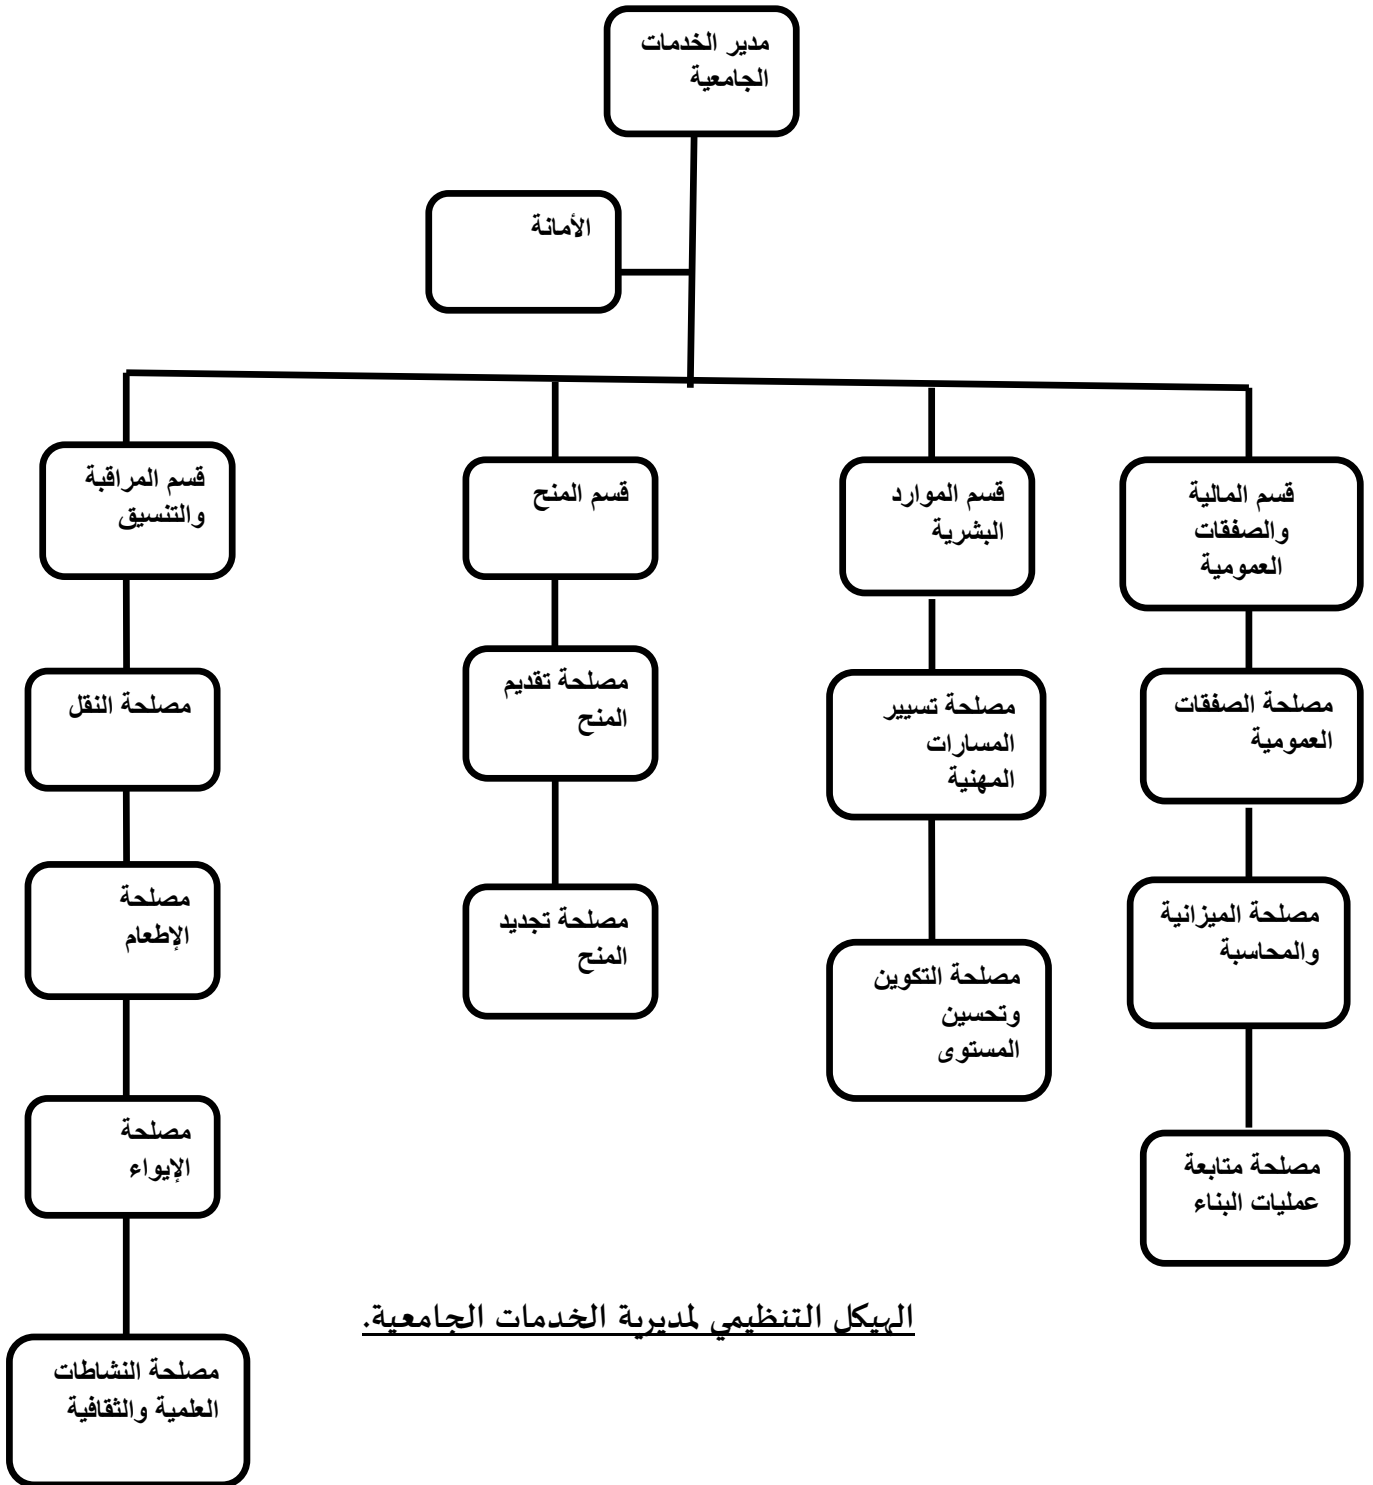 مدير الخدمات
الجامعية
الأمانة
قسم المالية
والصفقات
العمومية
قسم الموارد
البشرية
قسم المنح
قسم المراقبة
والتنسيق
مصلحة الصفقات
العمومية
مصلحة تسيير
المسارات
المهنية
مصلحة تقديم
المنح
مصلحة النقل
مصلحة الميزانية
والمحاسبة
مصلحة التكوين
وتحسين
المستوى
مصلحة تجديد
المنح
مصلحة
الإطعام
مصلحة متابعة
عمليات البناء
مصلحة
الإيواء
مصلحة النشاطات
العلمية والثقافية
الهيكل التنظيمي لمديرية الخدمات الجامعية.